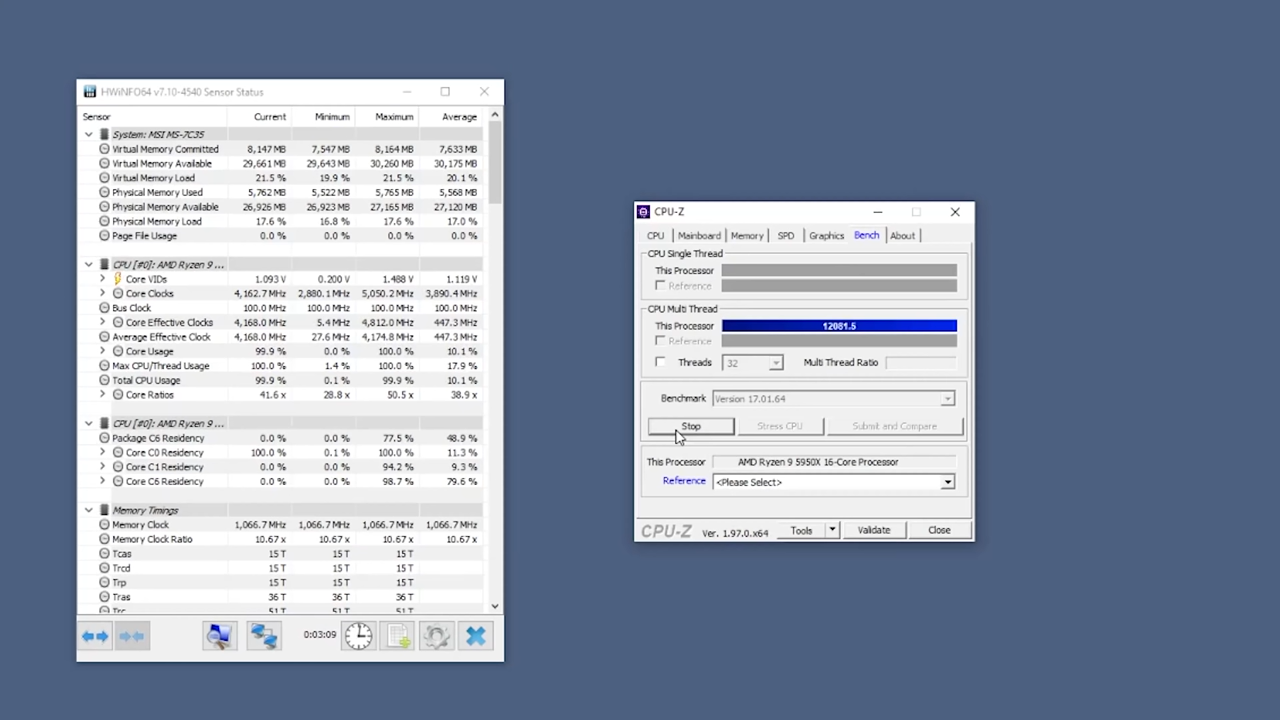 HWiNFO64 v7.10-4540 Sensor Status
Sensor Current Minimum Maximum Average
System: MSI MS-7C35
Virtual Memory Committed 8,147 MB 7,547 MB 8,164 MB 7,633 MB
Virtual Memory Available 29,661 MB 29,643 MB 30,260 MB 30,175 MB
Virtual Memory Load 21.5 % 19.9 % 21.5 % 20.1 %
Physical Memory Used 5,762 MB 5,522 MB 5,765 MB 5,568 MB
Physical Memory Available 26,926 MB 26,923 MB 27,165 MB 27,120 MB
Physical Memory Load 17.6 % 16.8 % 17.6 % 17.0 %
Page File Usage 0.0 % 0.0 % 0.0 % 0.0 %
CPU [#0]: AMD Ryzen 9 ...
Core VIDs 1.093 V 0.200 V 1.488 V 1.119 V
Core Clocks 4,162.7 MHz 2,880.1 MHz 5,050.2 MHz 3,890.4 MHz
Bus Clock 100.0 MHz 100.0 MHz 100.0 MHz 100.0 MHz
Core Effective Clocks 4,168.0 MHz 5.4 MHz 4,812.0 MHz 447.3 MHz
Average Effective Clock 4,168.0 MHz 27.6 MHz 4,174.8 MHz 447.3 MHz
Core Usage 99.9 % 0.0 % 100.0 % 10.1 %
Max CPU/Thread Usage 100.0 % 1.4 % 100.0 % 17.9 %
Total CPU Usage 99.9 % 0.1 % 99.9 % 10.1 %
Core Ratios 41.6 x 28.8 x 50.5 x 38.9 x
CPU [#0]: AMD Ryzen 9 ...
Package C6 Residency 0.0 % 0.0 % 77.5 % 48.9 %
Core C0 Residency 100.0 % 0.1 % 100.0 % 11.3 %
Core C1 Residency 0.0 % 0.0 % 94.2 % 9.3 %
Core C6 Residency 0.0 % 0.0 % 98.7 % 79.6 %
Memory Timings
Memory Clock 1,066.7 MHz 1,066.7 MHz 1,066.7 MHz 1,066.7 MHz
Memory Clock Ratio 10.67 x 10.67 x 10.67 x 10.67 x
Tcas 15 T 15 T 15 T
Trcd 15 T 15 T 15 T
Trp 15 T 15 T 15 T
Tras 36 T 36 T 36 T
Trc 51 T 51 T 51 T
0:03:09
CPU-Z
CPU Mainboard Memory SPD Graphics Bench About
CPU Single Thread
This Processor
Reference
CPU Multi Thread
This Processor 12081.5
Reference
Threads 32 Multi Thread Ratio
Benchmark Version 17.01.64
Stop Stress CPU Submit and Compare
This Processor AMD Ryzen 9 5950X 16-Core Processor
Reference <Please Select>
CPU-Z Ver. 1.97.0.x64 Tools Validate Close